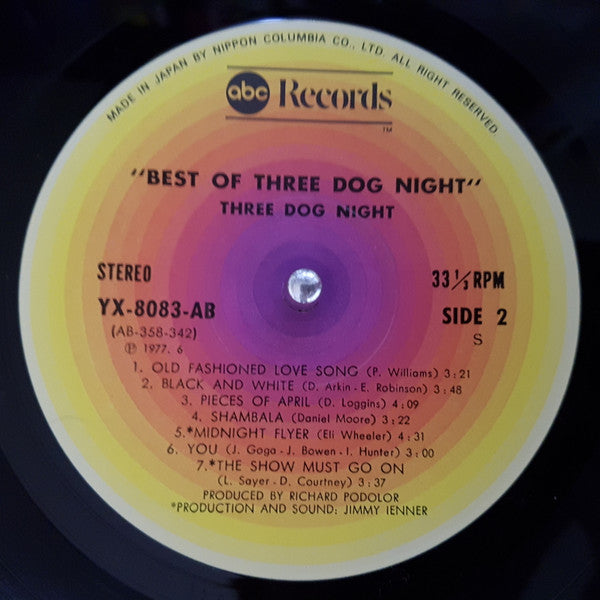 MADE IN JAPAN BY NIPPON COLUMBIA CO., LTD. ALL RIGHT RESERVED.
abc Records
TM
"BEST OF THREE DOG NIGHT"
THREE DOG NIGHT
STEREO 33 1/3 RPM
YX-8083-AB SIDE 2
(AB-358-342) S
Ⓟ 1977. 6
1. OLD FASHIONED LOVE SONG (P. Williams) 3:21
2. BLACK AND WHITE (D. Arkin - E. Robinson) 3:48
3. PIECES OF APRIL (D. Loggins) 4:09
4. SHAMBALA (Daniel Moore) 3:22
5.*MIDNIGHT FLYER (Eli Wheeler) 4:31
6. YOU (J. Goga - J. Bowen - I. Hunter) 3:00
7.*THE SHOW MUST GO ON
(L. Sayer - D. Courtney) 3:37
PRODUCED BY RICHARD PODOLOR
*PRODUCTION AND SOUND: JIMMY IENNER